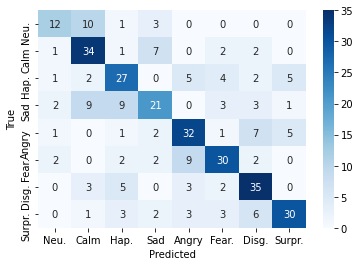 Neu. 12 10 1 3 0 0 0 0
Calm 1 34 1 7 0 2 2 0
Hap. 1 2 27 0 5 4 2 5
Sad 2 9 9 21 0 3 3 1
Angry 1 0 1 2 32 1 7 5
Fear. 2 0 2 2 9 30 2 0
Disg. 0 3 5 0 3 2 35 0
Surpr. 0 1 3 2 3 3 6 30
Neu. Calm Hap. Sad Angry Fear. Disg. Surpr.
Predicted
True
35
30
25
20
15
10
5
0